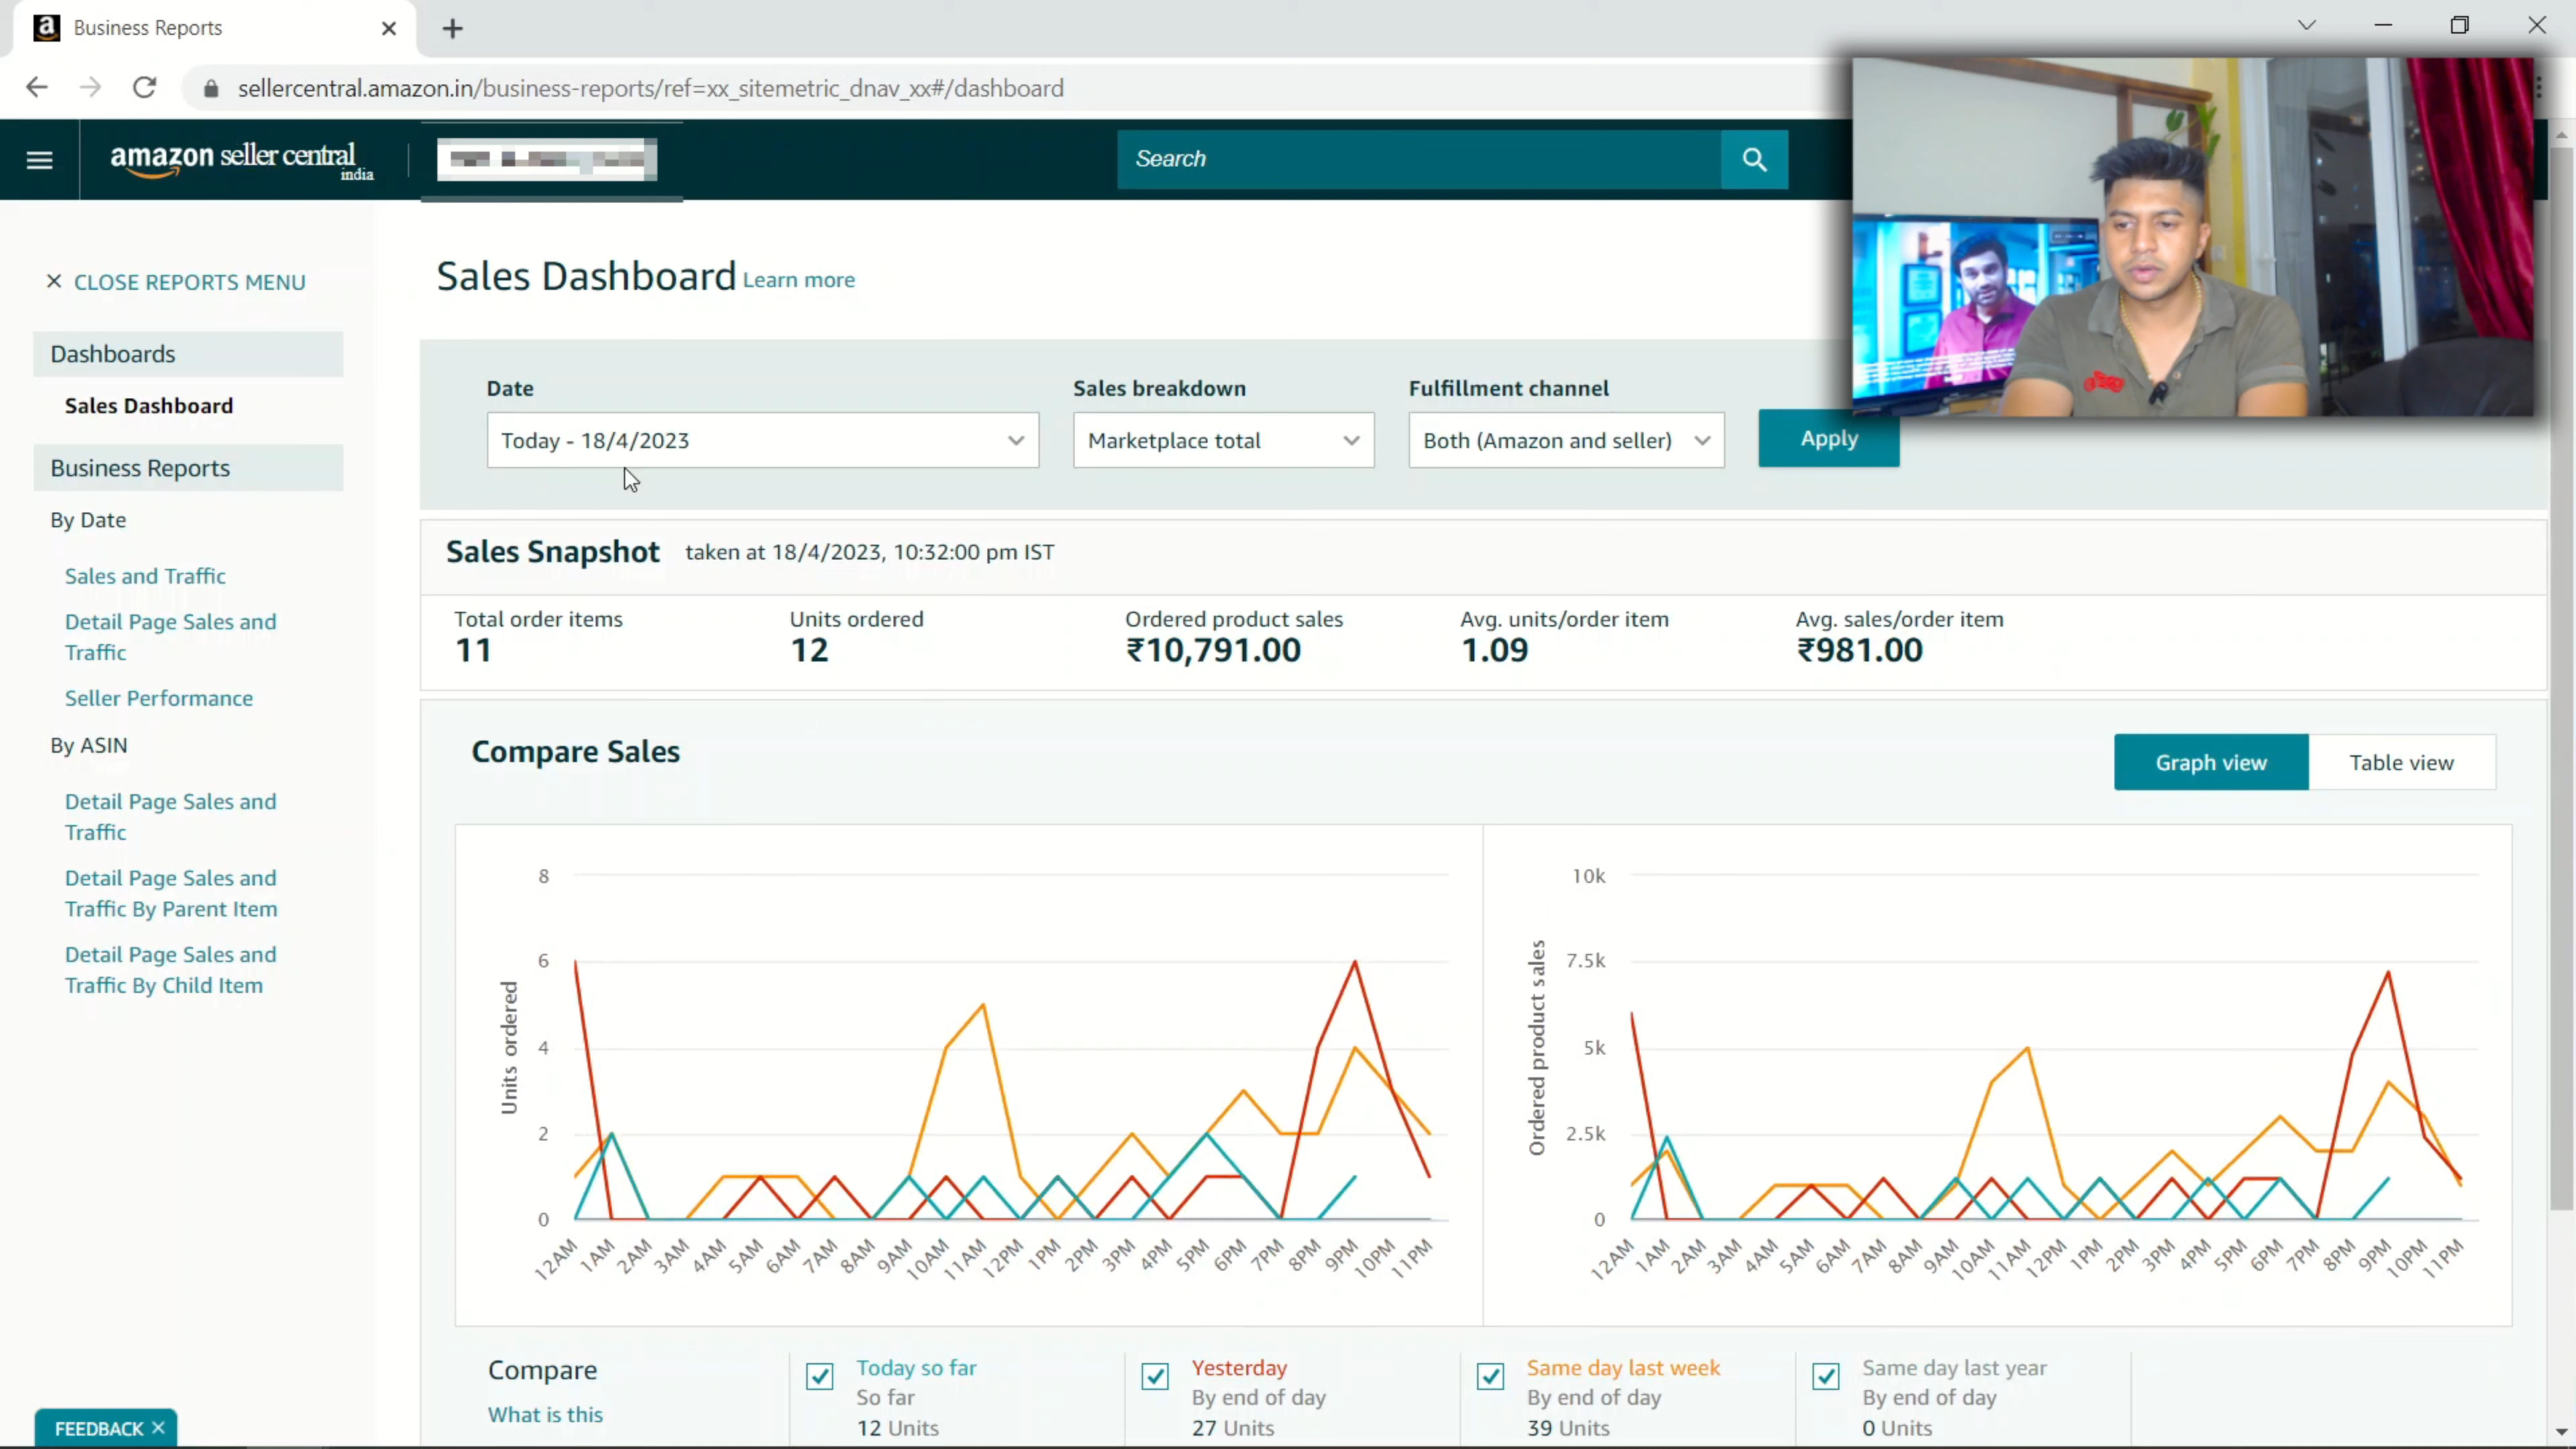 Business Reports
sellercentral.amazon.in/business-reports/ref=xx_sitemetric_dnav_xx#/dashboard
amazon seller central
india
Search
CLOSE REPORTS MENU
Dashboards
Sales Dashboard
Business Reports
By Date
Sales and Traffic
Detail Page Sales and
Traffic
Seller Performance
By ASIN
Detail Page Sales and
Traffic
Detail Page Sales and
Traffic By Parent Item
Detail Page Sales and
Traffic By Child Item
FEEDBACK
Sales Dashboard Learn more
Date Sales breakdown Fulfillment channel
Today - 18/4/2023 Marketplace total Both (Amazon and seller) Apply
Sales Snapshot taken at 18/4/2023, 10:32:00 pm IST
Total order items Units ordered Ordered product sales Avg. units/order item Avg. sales/order item
11 12 ₹10,791.00 1.09 ₹981.00
Compare Sales
Graph view Table view
Units ordered
8
6
4
2
0
12AM 1AM 2AM 3AM 4AM 5AM 6AM 7AM 8AM 9AM 10AM 11AM 12PM 1PM 2PM 3PM 4PM 5PM 6PM 7PM 8PM 9PM 10PM 11PM
Ordered product sales
10k
7.5k
5k
2.5k
0
12AM 1AM 2AM 3AM 4AM 5AM 6AM 7AM 8AM 9AM 10AM 11AM 12PM 1PM 2PM 3PM 4PM 5PM 6PM 7PM 8PM 9PM 10PM 11PM
Compare
What is this
Today so far
So far
12 Units
Yesterday
By end of day
27 Units
Same day last week
By end of day
39 Units
Same day last year
By end of day
0 Units